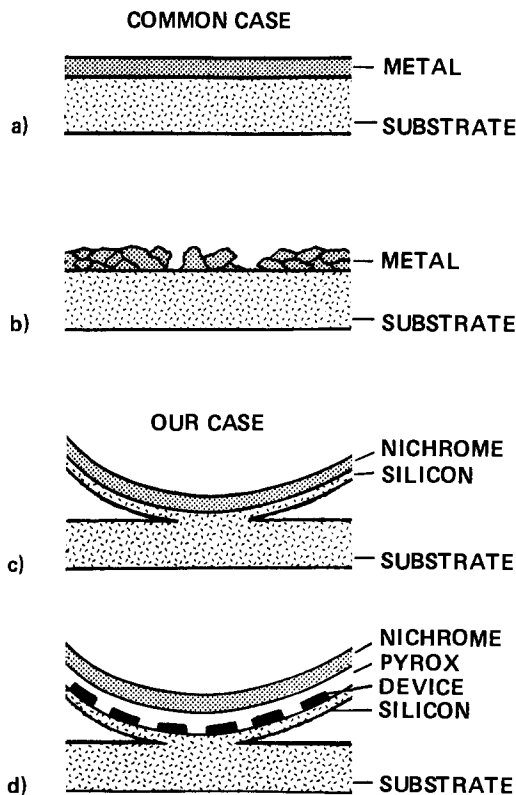 COMMON CASE
METAL
SUBSTRATE
a)
METAL
SUBSTRATE
b)
OUR CASE
NICHROME
SILICON
SUBSTRATE
c)
NICHROME
PYROX
DEVICE
SILICON
SUBSTRATE
d)